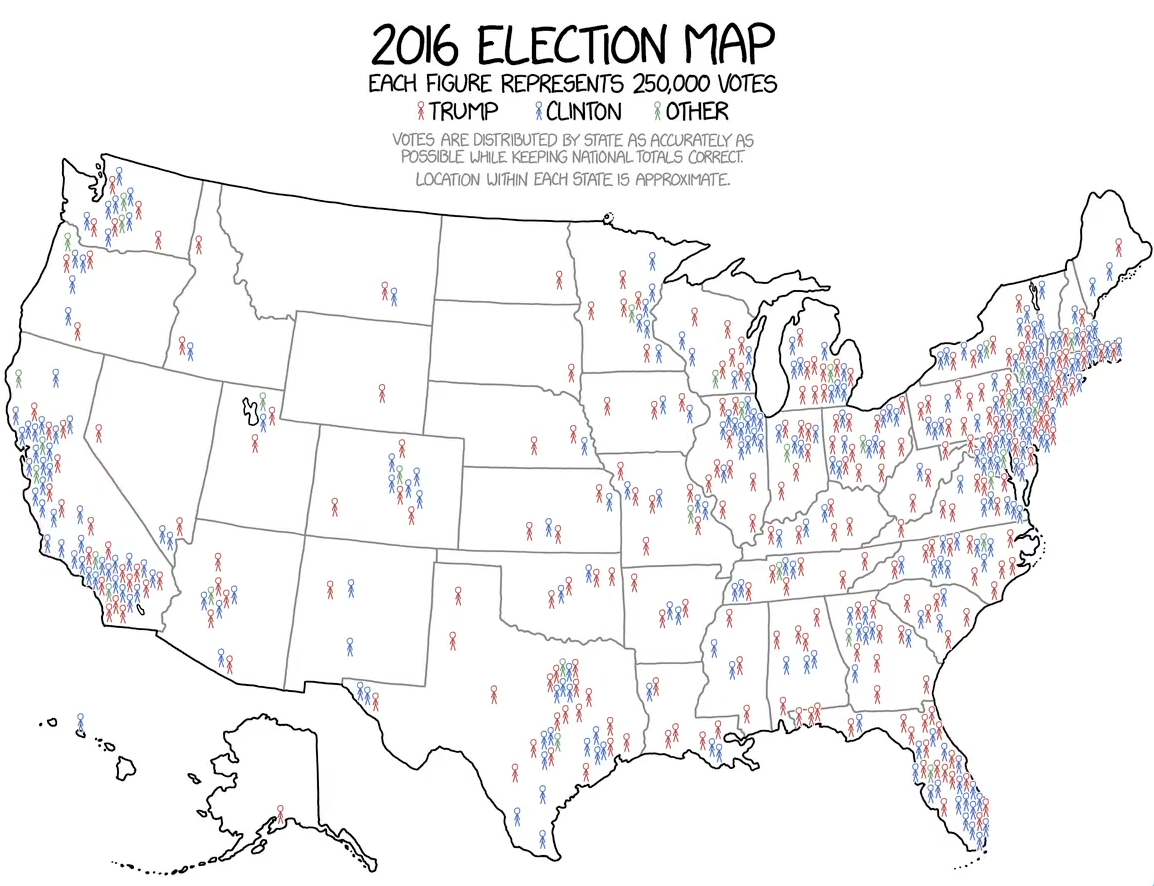 2016 ELECTION MAP
EACH FIGURE REPRESENTS 250,000 VOTES
TRUMP CLINTON OTHER
VOTES ARE DISTRIBUTED BY STATE AS ACCURATELY AS
POSSIBLE WHILE KEEPING NATIONAL TOTALS CORRECT.
LOCATION WITHIN EACH STATE IS APPROXIMATE.